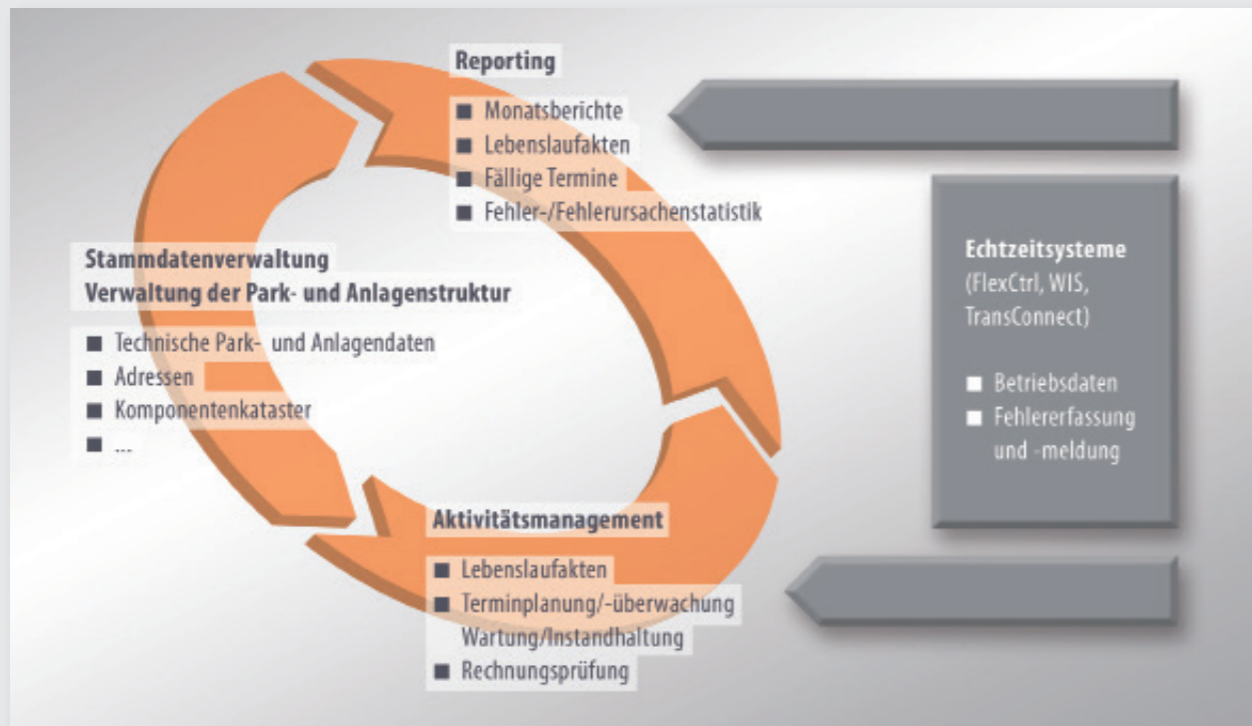 Reporting
Monatsberichte
Lebenslaufakten
Fällige Termine
Fehler-/Fehlerursachenstatistik
Stammdatenverwaltung
Verwaltung der Park- und Anlagenstruktur
Technische Park- und Anlagendaten
Adressen
Komponentenkataster
...
Echtzeitsysteme
(FlexCtrl, WIS,
TransConnect)
Betriebsdaten
Fehlererfassung
und -meldung
Aktivitätsmanagement
Lebenslaufakten
Terminplanung/-überwachung
Wartung/Instandhaltung
Rechnungsprüfung